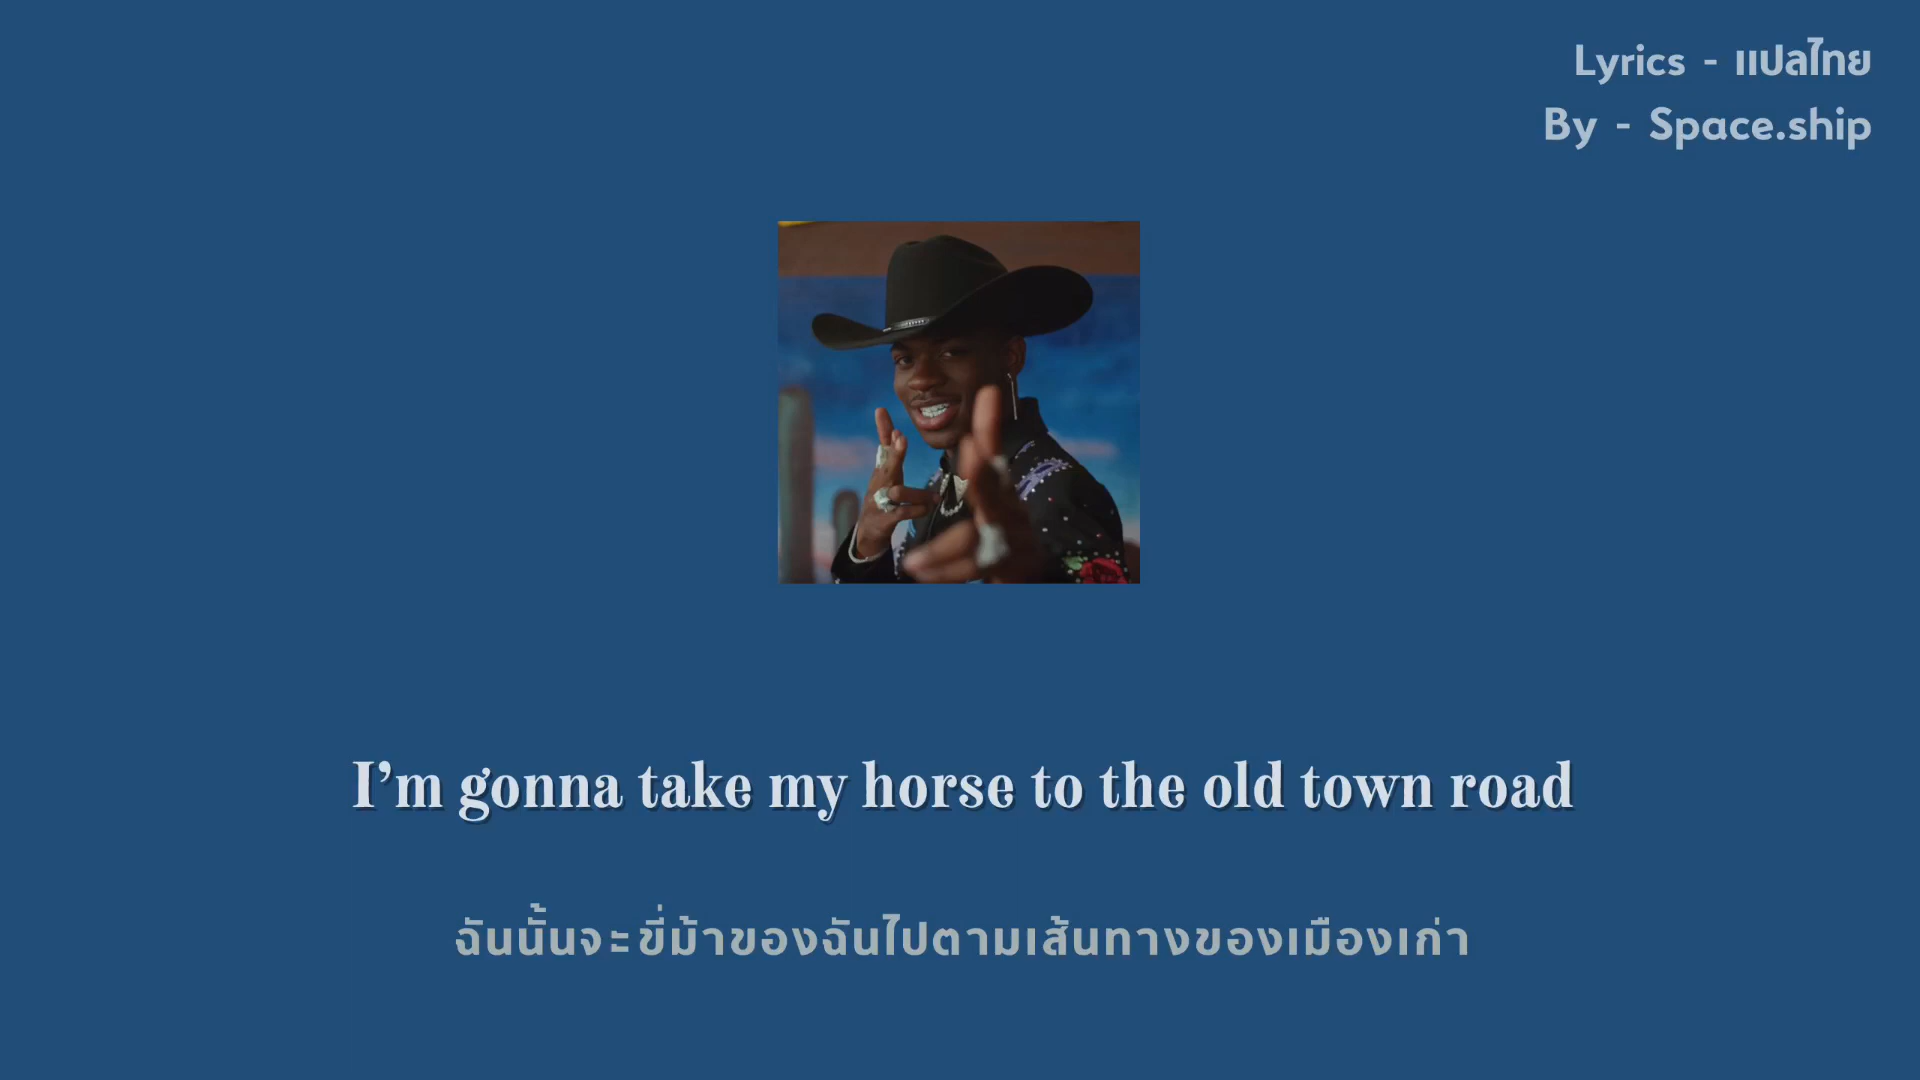 Lyrics - แปลไทย
By - Space.ship
I’m gonna take my horse to the old town road
ฉันนั้นจะขี่ม้าของฉันไปตามเส้นทางของเมืองเก่า